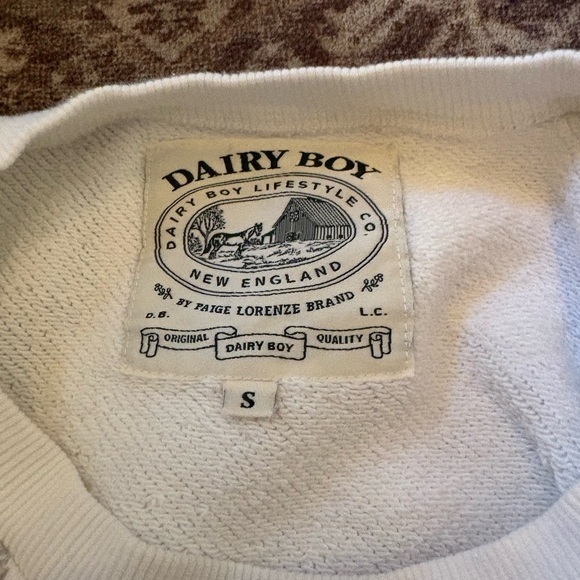 DAIRY BOY
DAIRY BOY LIFESTYLE CO.
NEW ENGLAND
BY PAIGE LORENZE BRAND
D.B. L.C.
ORIGINAL DAIRY BOY QUALITY
S